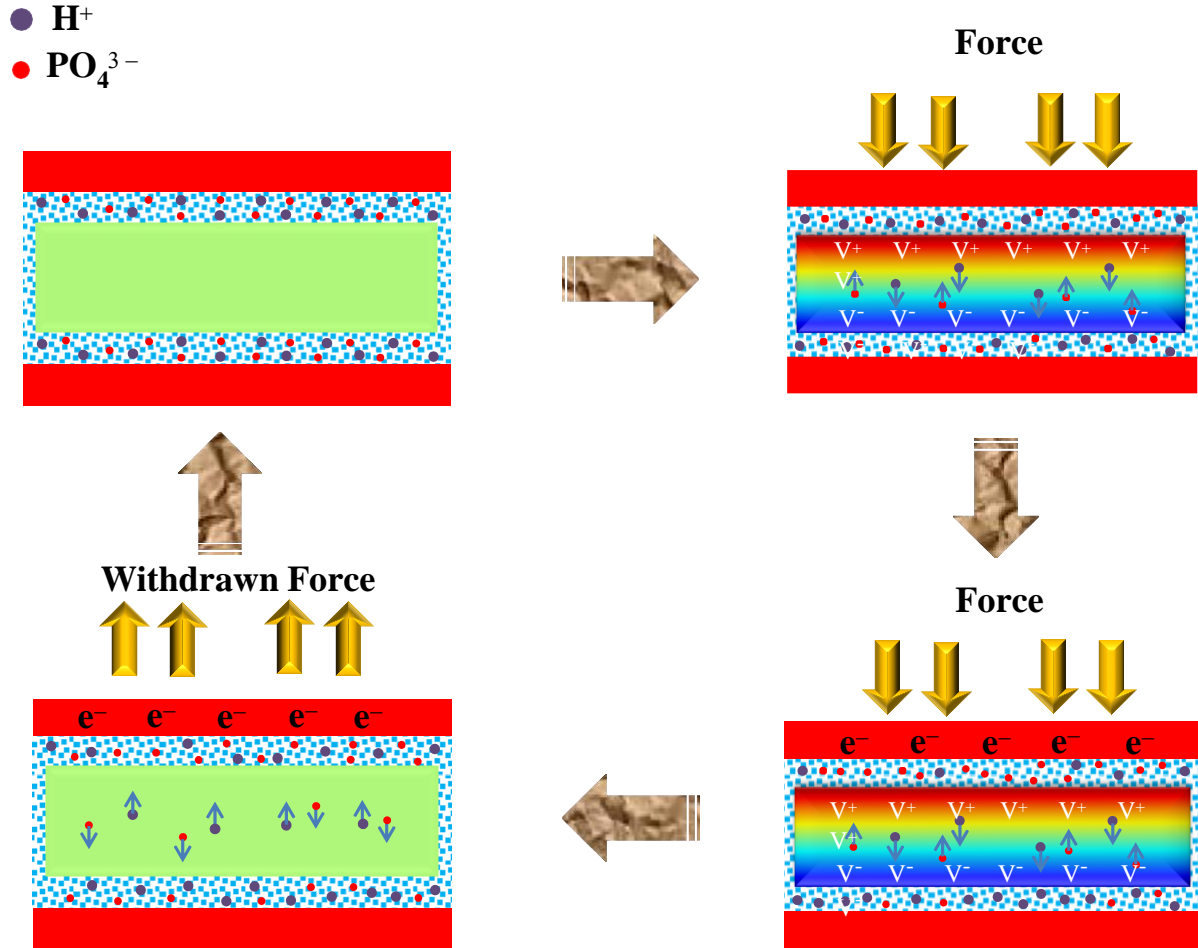 H⁺
PO₄³⁻
Force
V⁺ V⁺ V⁺ V⁺ V⁺ V⁺
V⁺
V⁻ V⁻ V⁻ V⁻ V⁻ V⁻
Withdrawn Force
e⁻ e⁻ e⁻ e⁻ e⁻
Force
e⁻ e⁻ e⁻ e⁻ e⁻
V⁺ V⁺ V⁺ V⁺ V⁺ V⁺
V⁺
V⁻ V⁻ V⁻ V⁻ V⁻ V⁻